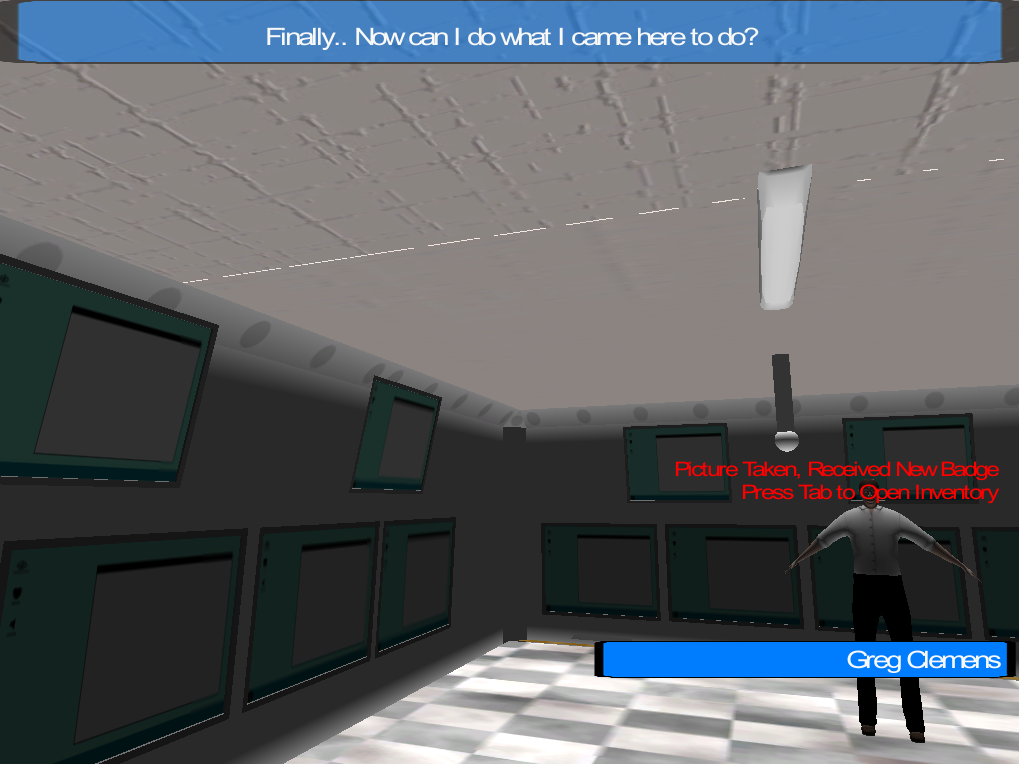 Finally.. Now can I do what I came here to do?
Picture Taken, Received New Badge
Press Tab to Open Inventory
Greg Clemens